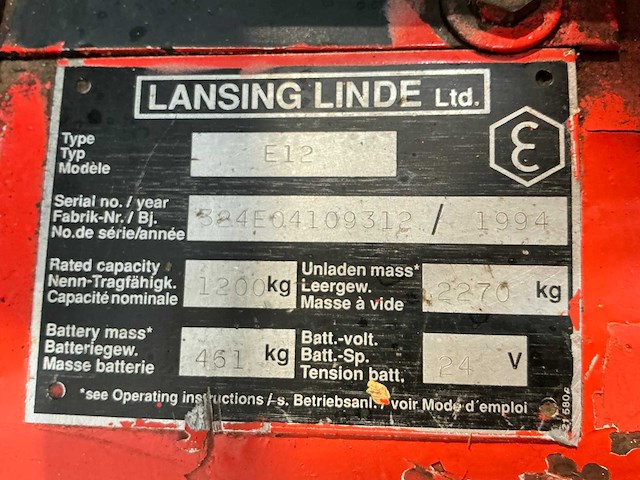 LANSING LINDE Ltd.
Type
Typ
Modèle
E12
Serial no. / year
Fabrik-Nr. / Bj.
No.de série/année
384E04109312 / 1994
Rated capacity
Nenn-Tragfähigk.
Capacité nominale
1200 kg
Unladen mass*
Leergew.
Masse à vide
2270 kg
Battery mass*
Batteriegew.
Masse batterie
461 kg
Batt.-volt.
Batt.-Sp.
Tension batt.
24 V
*see Operating instructions /-s. Betriebsanl. / voir Mode d'emploi